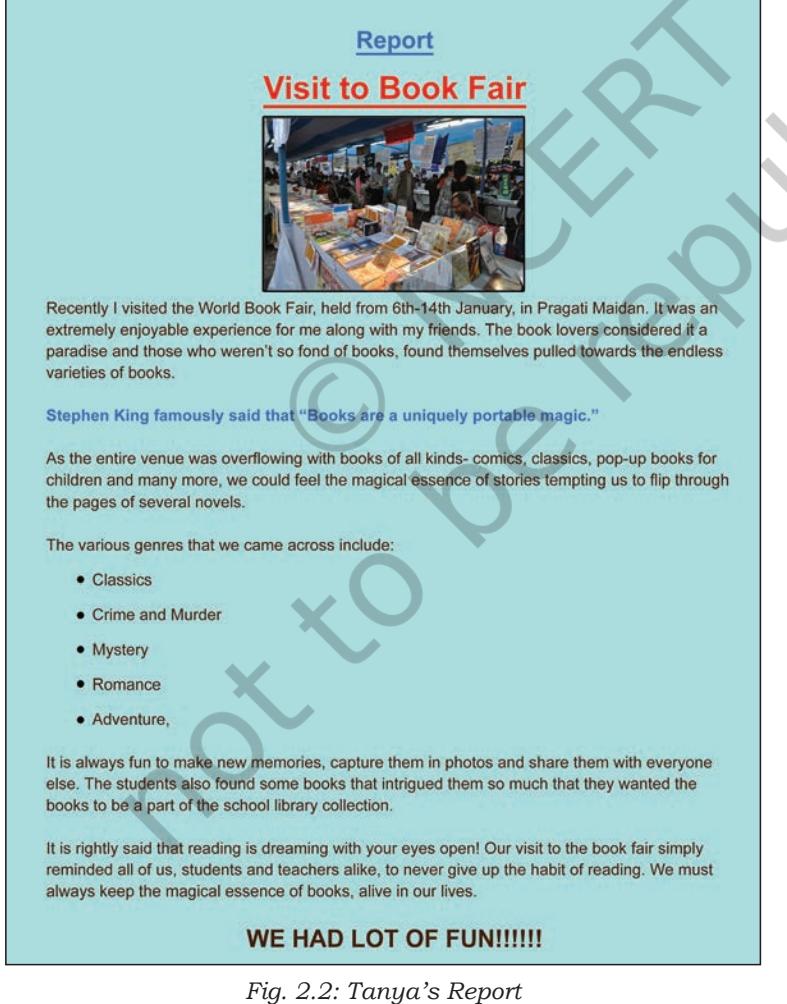 Report
Visit to Book Fair
Recently I visited the World Book Fair, held from 6th-14th January, in Pragati Maidan. It was an
extremely enjoyable experience for me along with my friends. The book lovers considered it a
paradise and those who weren't so fond of books, found themselves pulled towards the endless
varieties of books.
Stephen King famously said that “Books are a uniquely portable magic.”
As the entire venue was overflowing with books of all kinds- comics, classics, pop-up books for
children and many more, we could feel the magical essence of stories tempting us to flip through
the pages of several novels.
The various genres that we came across include:
• Classics
• Crime and Murder
• Mystery
• Romance
• Adventure,
It is always fun to make new memories, capture them in photos and share them with everyone
else. The students also found some books that intrigued them so much that they wanted the
books to be a part of the school library collection.
It is rightly said that reading is dreaming with your eyes open! Our visit to the book fair simply
reminded all of us, students and teachers alike, to never give up the habit of reading. We must
always keep the magical essence of books, alive in our lives.
WE HAD LOT OF FUN!!!!!!
Fig. 2.2: Tanya's Report
© NCERT
not to be repu